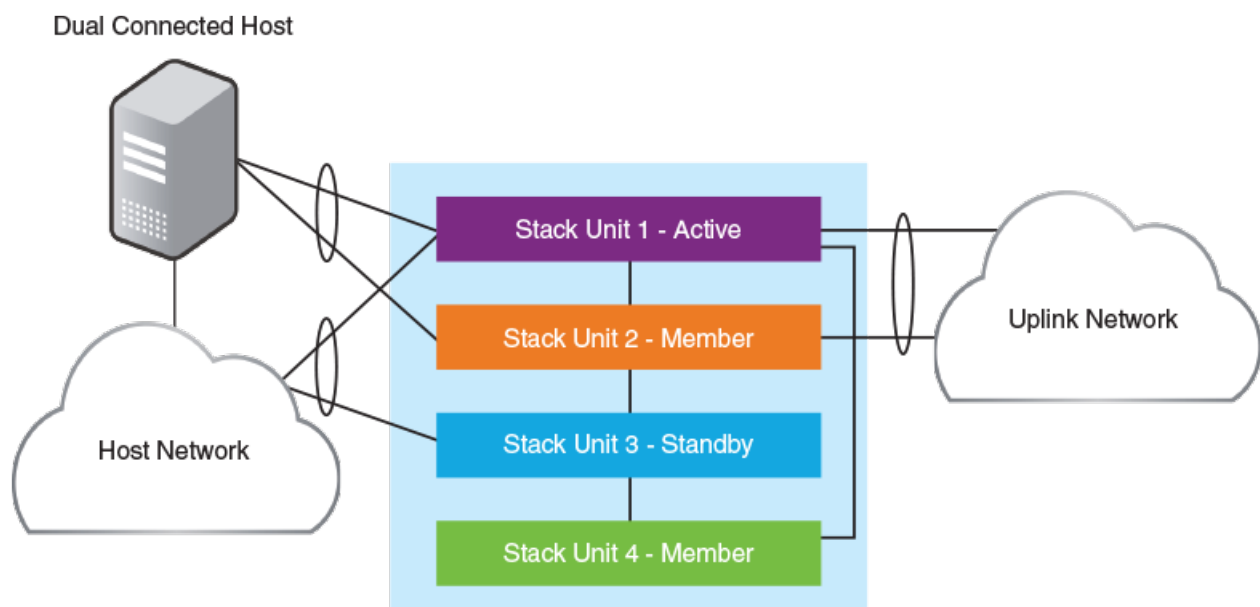 Dual Connected Host
Stack Unit 1 - Active
Stack Unit 2 - Member
Uplink Network
Host Network
Stack Unit 3 - Standby
Stack Unit 4 - Member